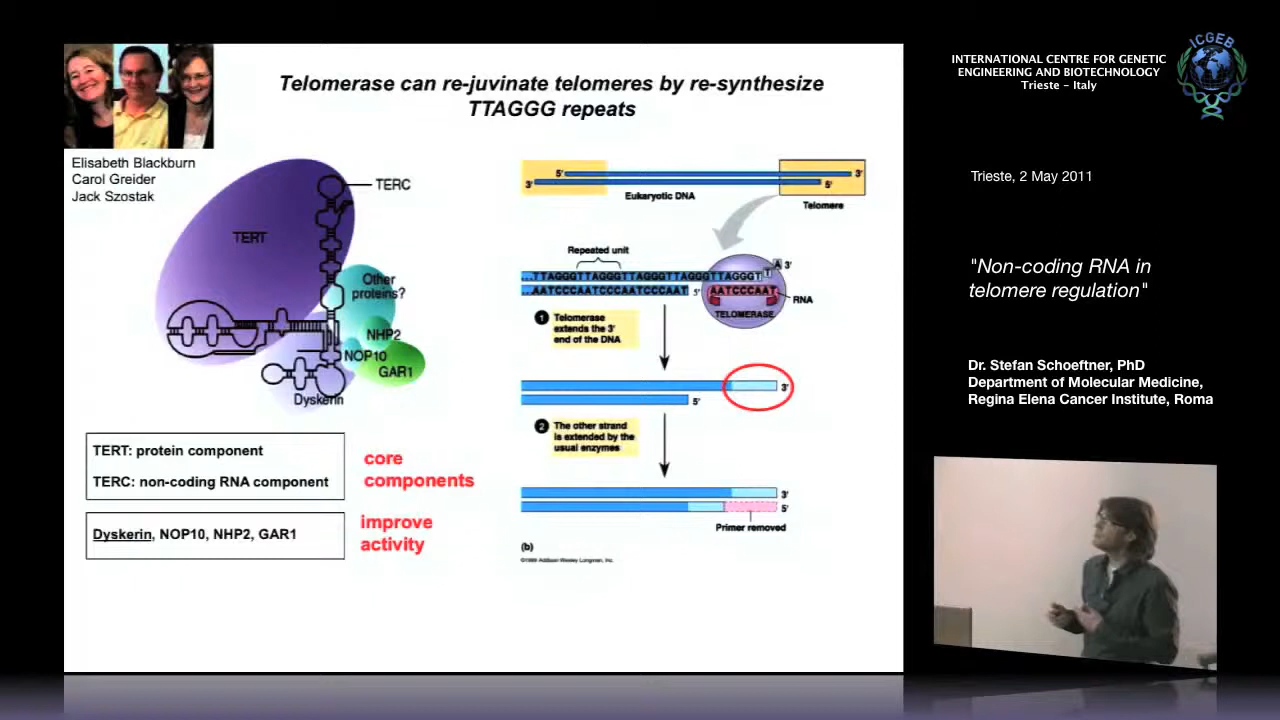 Telomerase can re-juvinate telomeres by re-synthesize
TTAGGG repeats
Elisabeth Blackburn
Carol Greider
Jack Szostak
TERC
TERT
Other
proteins?
NHP2
NOP10
GAR1
Dyskerin
TERT: protein component
TERC: non-coding RNA component
core
components
Dyskerin, NOP10, NHP2, GAR1
improve
activity
5'
3'
3'
5'
Eukaryotic DNA
Telomere
Repeated unit
...TTAGGGTTAGGGTTAGGGTTAGGGTTAGGGT
T
A
3'
...AATCCCAATCCCAATCCCAAT
5'
AATCCCAAT
RNA
TELOMERASE
1 Telomerase
extends the 3'
end of the DNA
3'
5'
2 The other strand
is extended by the
usual enzymes
3'
5'
Primer removed
(b)
©1999 Addison Wesley Longman, Inc.
INTERNATIONAL CENTRE FOR GENETIC
ENGINEERING AND BIOTECHNOLOGY
Trieste - Italy
ICGEB
Trieste, 2 May 2011
"Non-coding RNA in
telomere regulation"
Dr. Stefan Schoeftner, PhD
Department of Molecular Medicine,
Regina Elena Cancer Institute, Roma